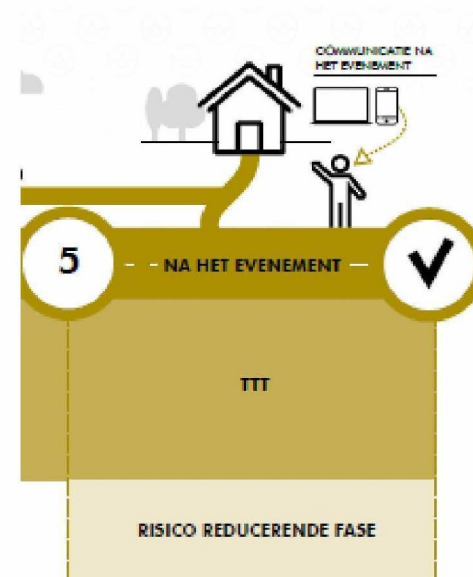 COMMUNICATIE NA
HET EVENEMENT
5
NA HET EVENEMENT
TTT
RISICO REDUCERENDE FASE